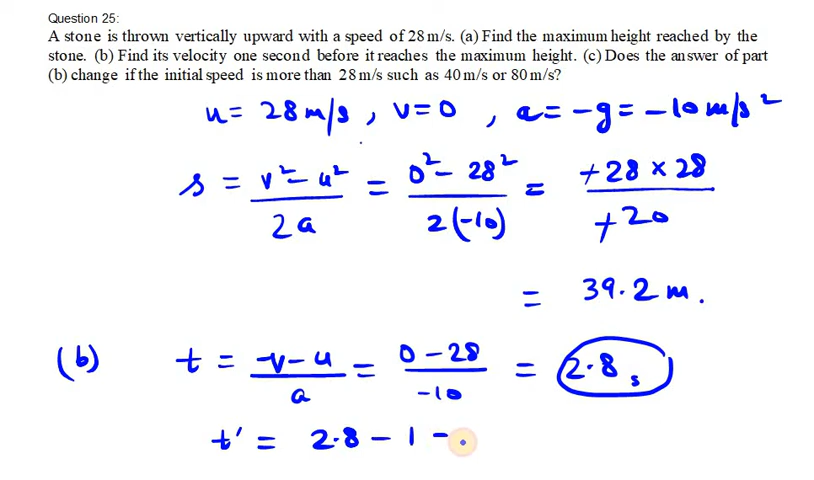 Question 25:
A stone is thrown vertically upward with a speed of 28 m/s. (a) Find the maximum height reached by the
stone. (b) Find its velocity one second before it reaches the maximum height. (c) Does the answer of part
(b) change if the initial speed is more than 28 m/s such as 40 m/s or 80 m/s?
u = 28 m/s, v = 0, a = -g = -10 m/s²
s = (v² - u²)/2a = (0² - 28²)/2(-10) = (+28 × 28)/+20
= 39.2 m.
(b) t = (v - u)/a = (0 - 28)/-10 = 2.8 s
t' = 2.8 - 1 =